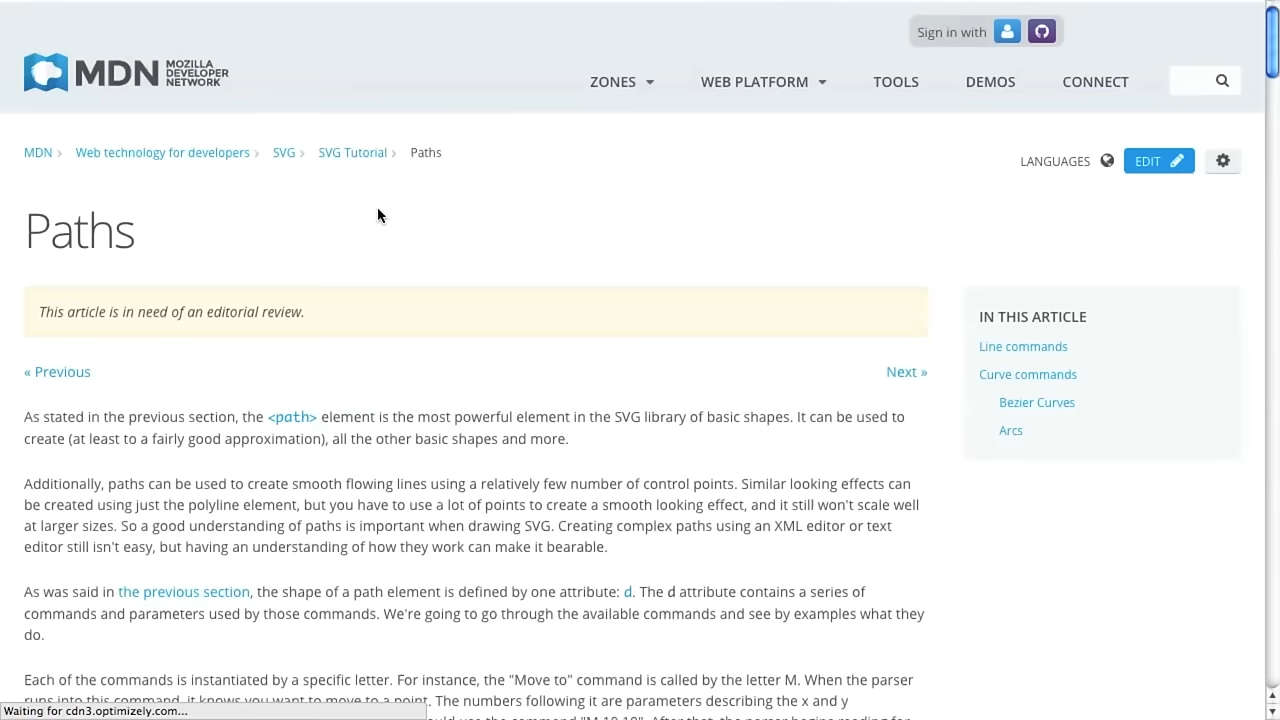 Sign in with
MDN MOZILLA DEVELOPER NETWORK
ZONES WEB PLATFORM TOOLS DEMOS CONNECT
MDN › Web technology for developers › SVG › SVG Tutorial › Paths
LANGUAGES EDIT
Paths
This article is in need of an editorial review.
« Previous Next »
As stated in the previous section, the <path> element is the most powerful element in the SVG library of basic shapes. It can be used to
create (at least to a fairly good approximation), all the other basic shapes and more.
Additionally, paths can be used to create smooth flowing lines using a relatively few number of control points. Similar looking effects can
be created using just the polyline element, but you have to use a lot of points to create a smooth looking effect, and it still won't scale well
at larger sizes. So a good understanding of paths is important when drawing SVG. Creating complex paths using an XML editor or text
editor still isn't easy, but having an understanding of how they work can make it bearable.
As was said in the previous section, the shape of a path element is defined by one attribute: d. The d attribute contains a series of
commands and parameters used by those commands. We're going to go through the available commands and see by examples what they
do.
Each of the commands is instantiated by a specific letter. For instance, the "Move to" command is called by the letter M. When the parser
runs into this command, it knows you want to move to a point. The numbers following it are parameters describing the x and y
IN THIS ARTICLE
Line commands
Curve commands
Bezier Curves
Arcs
Waiting for cdn3.optimizely.com...